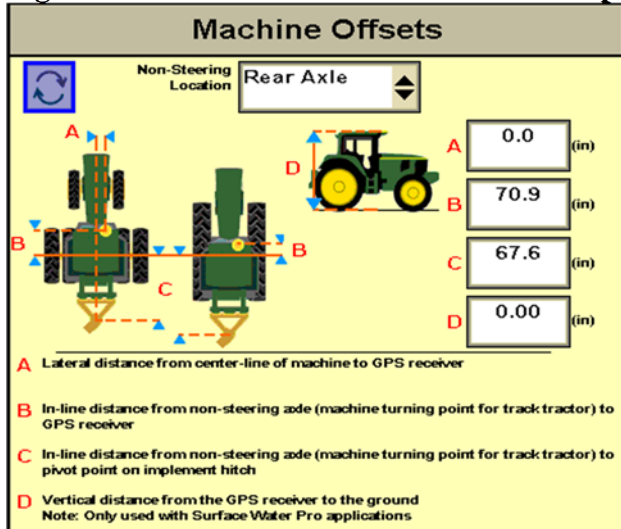 Machine Offsets
Non-Steering
Location
Rear Axle
A
D
B
B
C
A 0.0 (in)
B 70.9 (in)
C 67.6 (in)
D 0.00 (in)
A Lateral distance from center-line of machine to GPS receiver
B In-line distance from non-steering axle (machine turning point for track tractor) to
GPS receiver
C In-line distance from non-steering axle (machine turning point for track tractor) to
pivot point on implement hitch
D Vertical distance from the GPS receiver to the ground
Note: Only used with Surface Water Pro applications